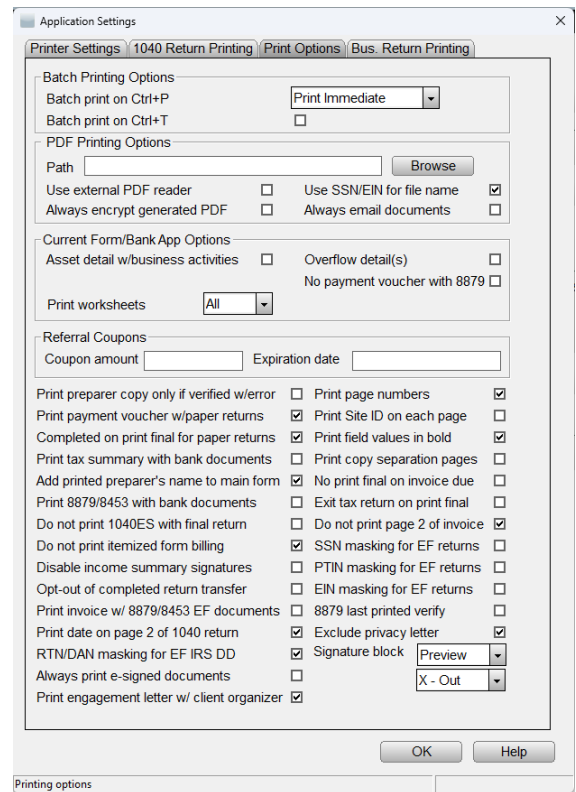 Application Settings
Printer Settings 1040 Return Printing Print Options Bus. Return Printing
Batch Printing Options
Batch print on Ctrl+P Print Immediate
Batch print on Ctrl+T
PDF Printing Options
Path Browse
Use external PDF reader Use SSN/EIN for file name
Always encrypt generated PDF Always email documents
Current Form/Bank App Options
Asset detail w/business activities Overflow detail(s)
No payment voucher with 8879
Print worksheets All
Referral Coupons
Coupon amount Expiration date
Print preparer copy only if verified w/error Print page numbers
Print payment voucher w/paper returns Print Site ID on each page
Completed on print final for paper returns Print field values in bold
Print tax summary with bank documents Print copy separation pages
Add printed preparer's name to main form No print final on invoice due
Print 8879/8453 with bank documents Exit tax return on print final
Do not print 1040ES with final return Do not print page 2 of invoice
Do not print itemized form billing SSN masking for EF returns
Disable income summary signatures PTIN masking for EF returns
Opt-out of completed return transfer EIN masking for EF returns
Print invoice w/ 8879/8453 EF documents 8879 last printed verify
Print date on page 2 of 1040 return Exclude privacy letter
RTN/DAN masking for EF IRS DD Signature block Preview
Always print e-signed documents X - Out
Print engagement letter w/ client organizer
OK Help
Printing options